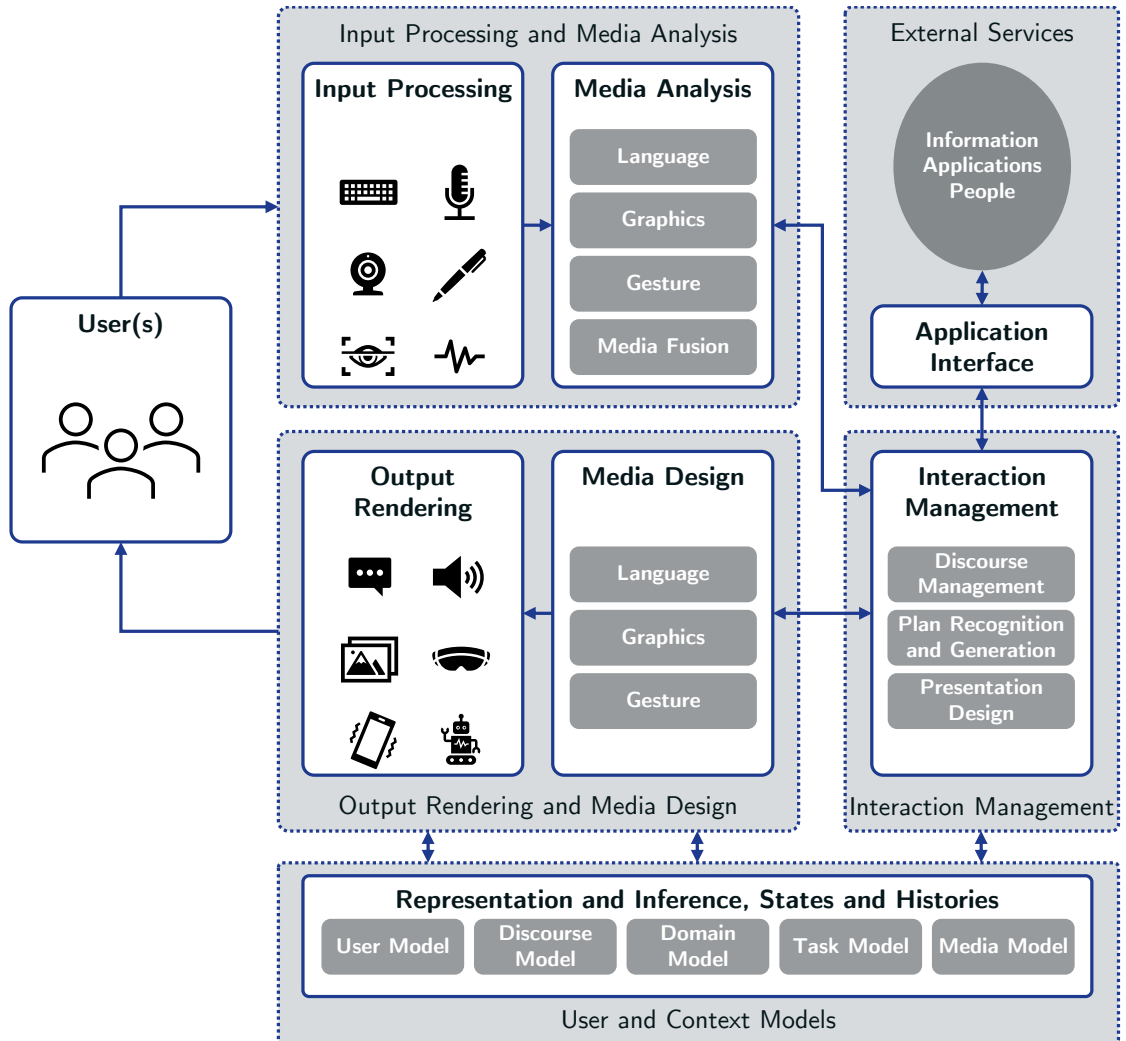 Input Processing and Media Analysis
Input Processing
Media Analysis
Language
Graphics
Gesture
Media Fusion
External Services
Information
Applications
People
Application
Interface
User(s)
Output
Rendering
Media Design
Language
Graphics
Gesture
Output Rendering and Media Design
Interaction
Management
Discourse
Management
Plan Recognition
and Generation
Presentation
Design
Interaction Management
Representation and Inference, States and Histories
User Model
Discourse
Model
Domain
Model
Task Model
Media Model
User and Context Models